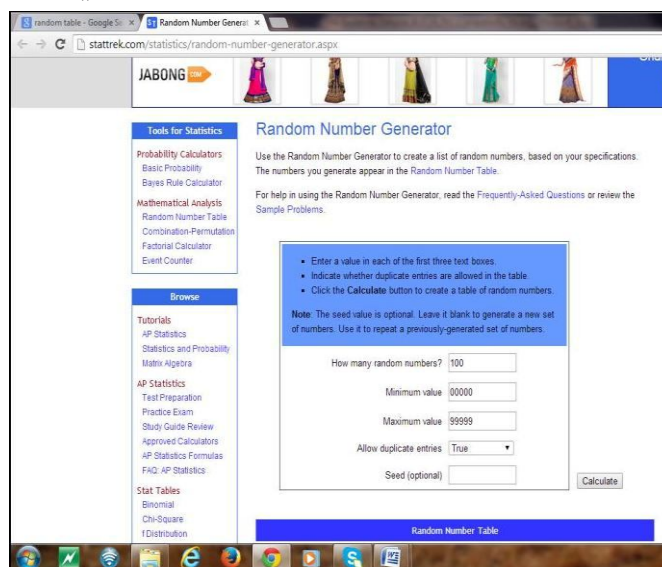 random table - Google Se
Random Number Generat
stattrek.com/statistics/random-number-generator.aspx
JABONG COM
Tools for Statistics
Probability Calculators
Basic Probability
Bayes Rule Calculator
Mathematical Analysis
Random Number Table
Combination-Permutation
Factorial Calculator
Event Counter
Browse
Tutorials
AP Statistics
Statistics and Probability
Matrix Algebra
AP Statistics
Test Preparation
Practice Exam
Study Guide Review
Approved Calculators
AP Statistics Formulas
FAQ: AP Statistics
Stat Tables
Binomial
Chi-Square
f Distribution
Random Number Generator
Use the Random Number Generator to create a list of random numbers, based on your specifications.
The numbers you generate appear in the Random Number Table.
For help in using the Random Number Generator, read the Frequently-Asked Questions or review the
Sample Problems.
• Enter a value in each of the first three text boxes.
• Indicate whether duplicate entries are allowed in the table.
• Click the Calculate button to create a table of random numbers.
Note: The seed value is optional. Leave it blank to generate a new set
of numbers. Use it to repeat a previously-generated set of numbers.
How many random numbers? 100
Minimum value 00000
Maximum value 99999
Allow duplicate entries True
Seed (optional)
Calculate
Random Number Table